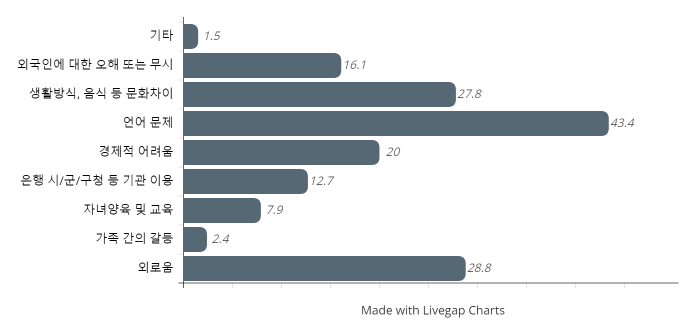 기타 1.5
외국인에 대한 오해 또는 무시 16.1
생활방식, 음식 등 문화차이 27.8
언어 문제 43.4
경제적 어려움 20
은행 시/군/구청 등 기관 이용 12.7
자녀양육 및 교육 7.9
가족 간의 갈등 2.4
외로움 28.8
Made with Livegap Charts